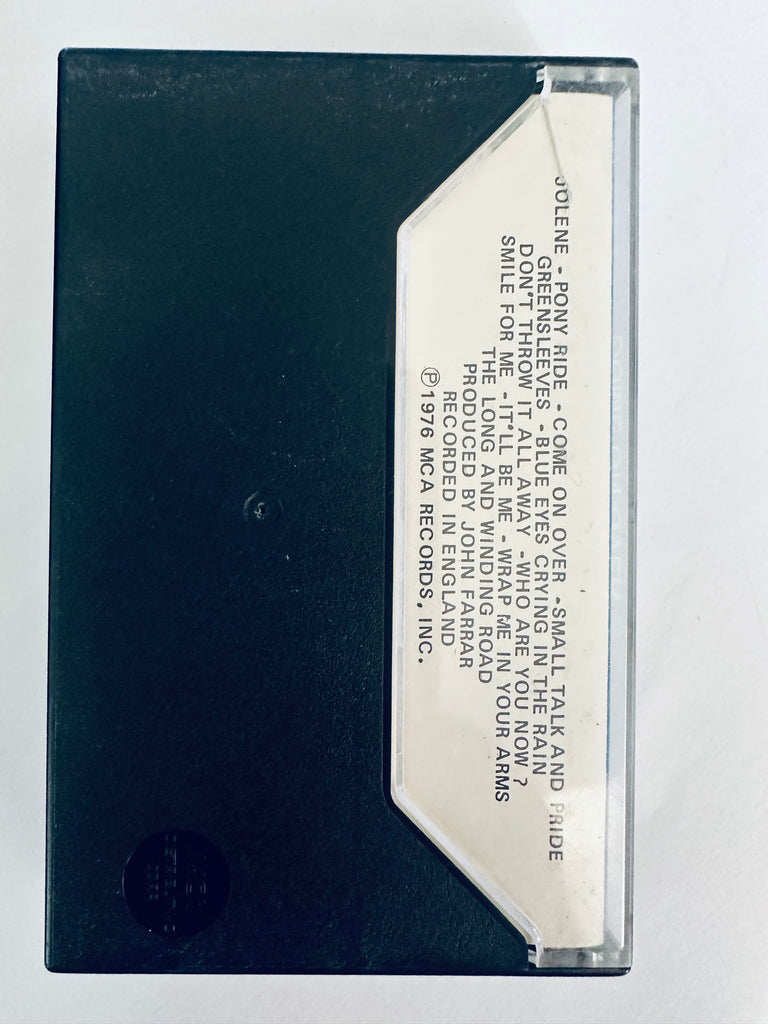 JOLENE - PONY RIDE - COME ON OVER - SMALL TALK AND PRIDE
GREENSLEEVES - BLUE EYES CRYING IN THE RAIN
DON'T THROW IT ALL AWAY - WHO ARE YOU NOW ?
SMILE FOR ME - IT'LL BE ME - WRAP ME IN YOUR ARMS
THE LONG AND WINDING ROAD
PRODUCED BY JOHN FARRAR
RECORDED IN ENGLAND
Ⓟ1976 MCA RECORDS, INC.